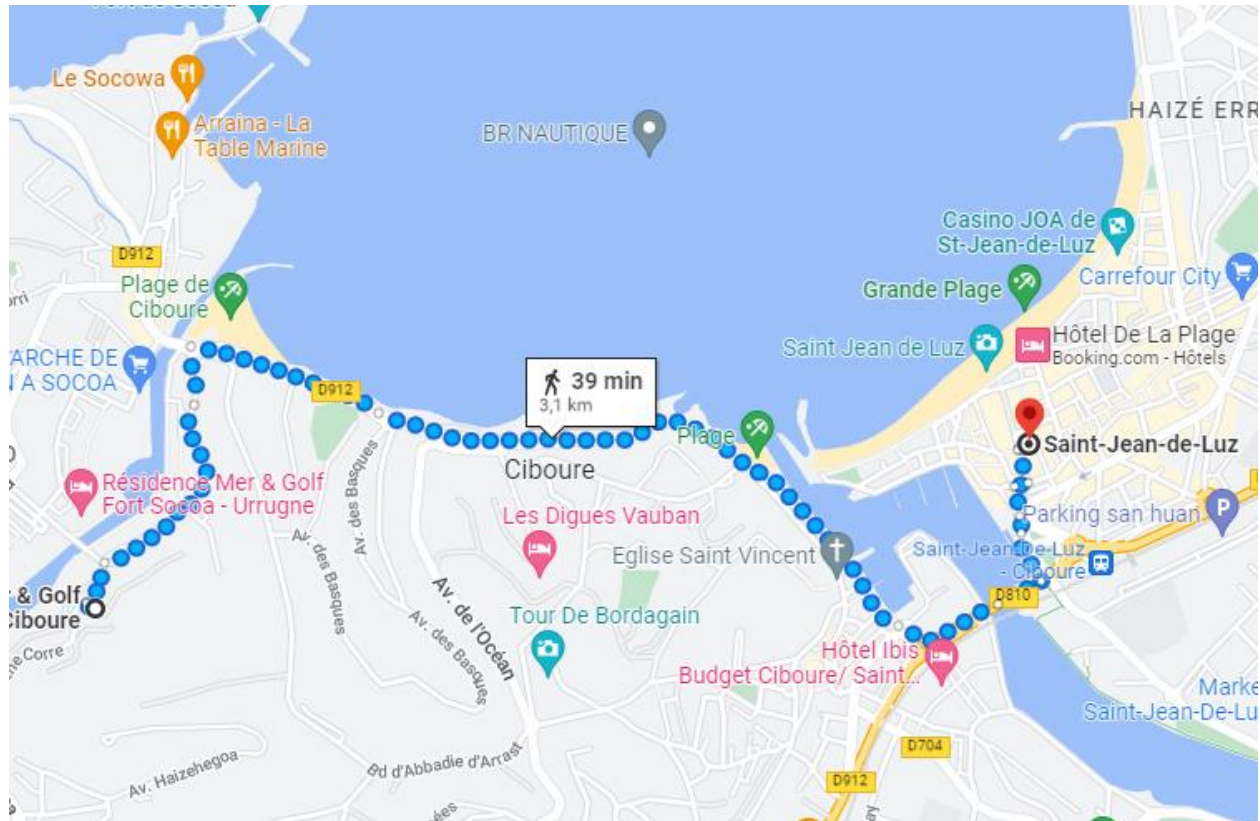 Le Socowa
Arraina - La
Table Marine
BR NAUTIQUE
HAIZÉ ERR
D912
Plage de
Ciboure
Casino JOA de
St-Jean-de-Luz
Grande Plage
Carrefour City
Saint Jean de Luz
Hôtel De La Plage
Booking.com - Hôtels
ARCHE DE
A SOCOA
D912
39 min
3,1 km
Plage
Ciboure
Saint-Jean-de-Luz
Résidence Mer & Golf
Fort Socoa - Urrugne
Av. des Basques
Av. des Basques
Les Digues Vauban
Parking san huan
P
Eglise Saint Vincent
Saint-Jean-De-Luz
- Ciboure
& Golf
Ciboure
Av. de l'Océan
Av. des Basques
D810
Tour De Bordagain
Hôtel Ibis
Budget Ciboure/ Saint...
Corre
Marke
Saint-Jean-De-Lu
D704
Bd d'Abbadie d'Arrast
Av. Haizehegoa
D912